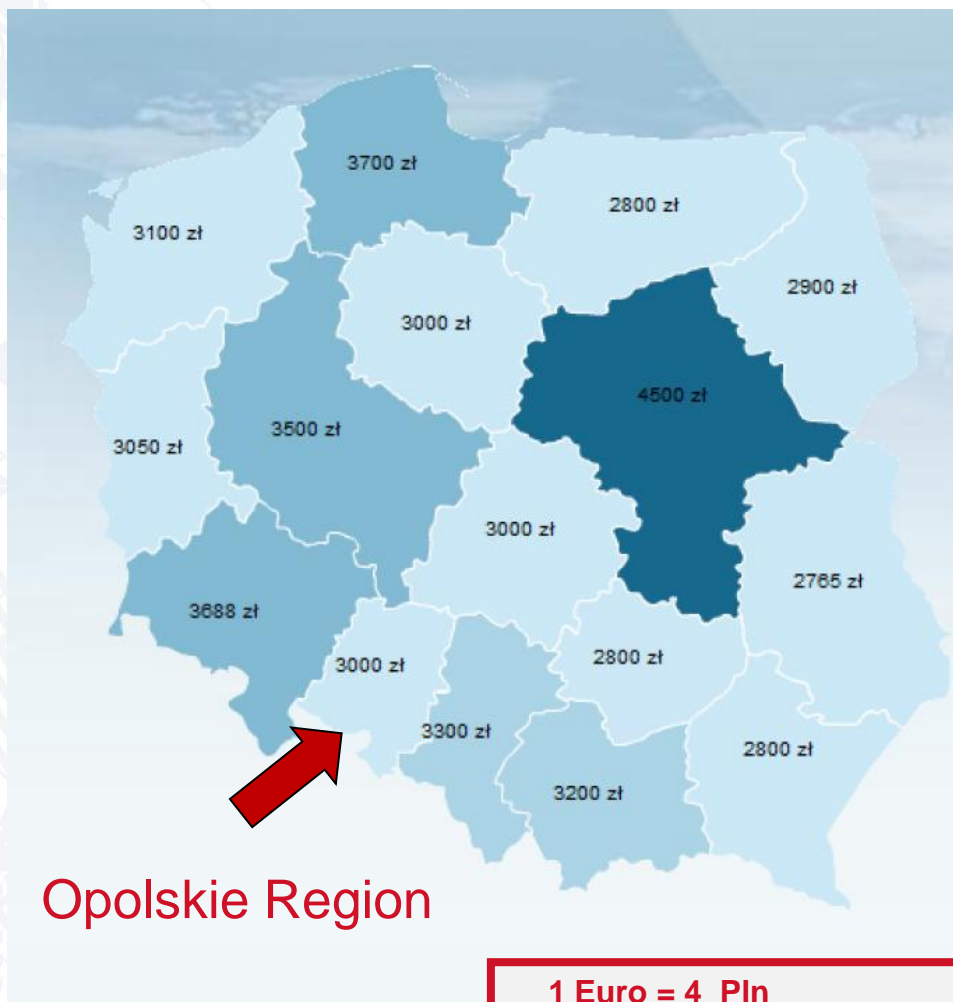 3700 zł
2800 zł
3100 zł
2900 zł
3000 zł
4500 zł
3500 zł
3050 zł
3000 zł
2765 zł
3688 zł
3000 zł
2800 zł
3300 zł
2800 zł
3200 zł
Opolskie Region
1 Euro = 4 Pln